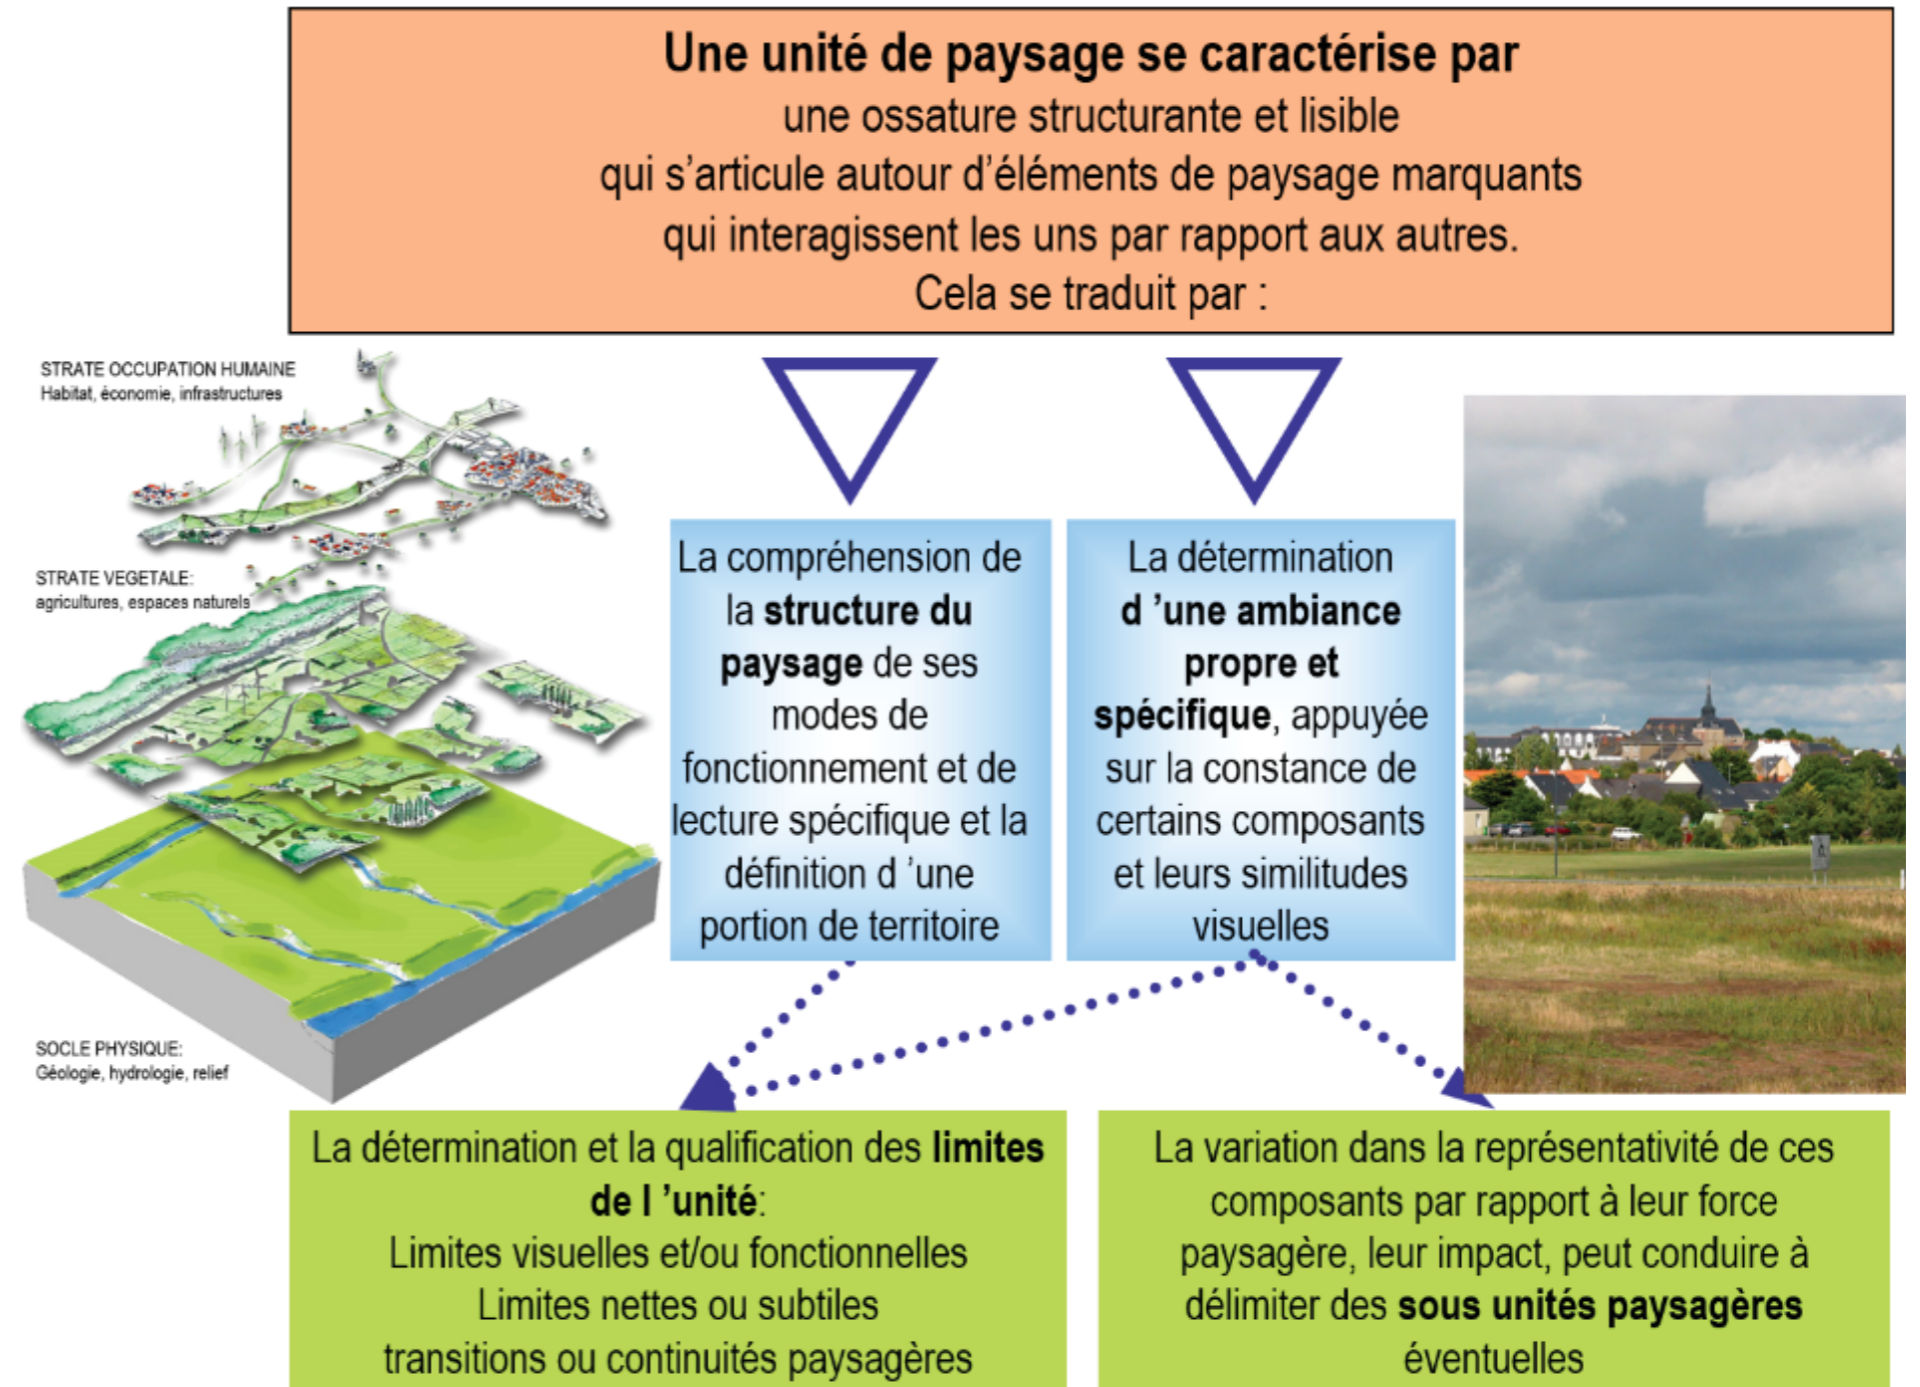 Une unité de paysage se caractérise par
une ossature structurante et lisible
qui s’articule autour d’éléments de paysage marquants
qui interagissent les uns par rapport aux autres.
Cela se traduit par :
STRATE OCCUPATION HUMAINE
Habitat, économie, infrastructures
STRATE VEGETALE:
agricultures, espaces naturels
SOCLE PHYSIQUE:
Géologie, hydrologie, relief
La compréhension de
la structure du
paysage de ses
modes de
fonctionnement et de
lecture spécifique et la
définition d ’une
portion de territoire
La détermination
d ’une ambiance
propre et
spécifique, appuyée
sur la constance de
certains composants
et leurs similitudes
visuelles
La détermination et la qualification des limites
de l ’unité:
Limites visuelles et/ou fonctionnelles
Limites nettes ou subtiles
transitions ou continuités paysagères
La variation dans la représentativité de ces
composants par rapport à leur force
paysagère, leur impact, peut conduire à
délimiter des sous unités paysagères
éventuelles